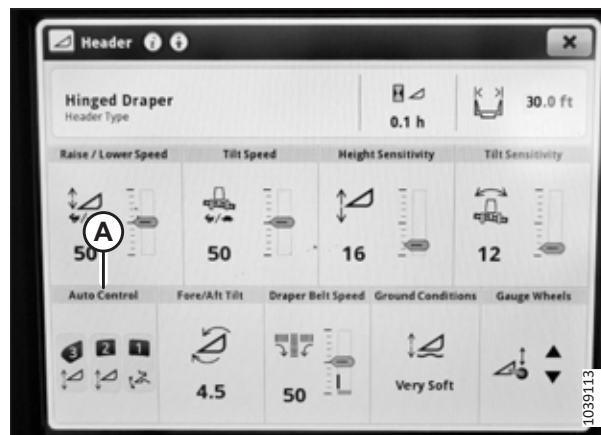 Header
Hinged Draper
Header Type
0.1 h
30.0 ft
Raise / Lower Speed
Tilt Speed
Height Sensitivity
Tilt Sensitivity
50
50
16
12
A
Auto Control
Fore/Aft Tilt
Draper Belt Speed
Ground Conditions
Gauge Wheels
3 2 1
4.5
50
Very Soft
1039113